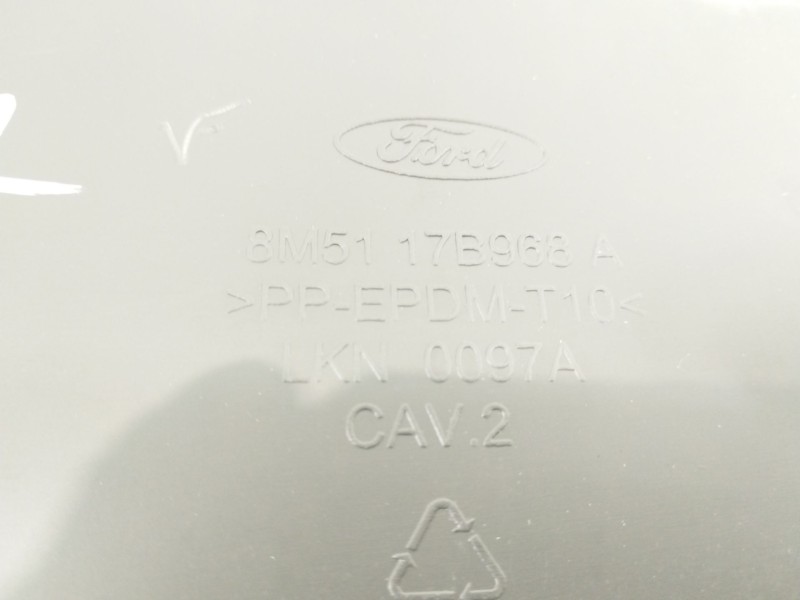 Ford
8M51 17B968 A
>PP-EPDM-T10<
LKN 0097A
CAV.2